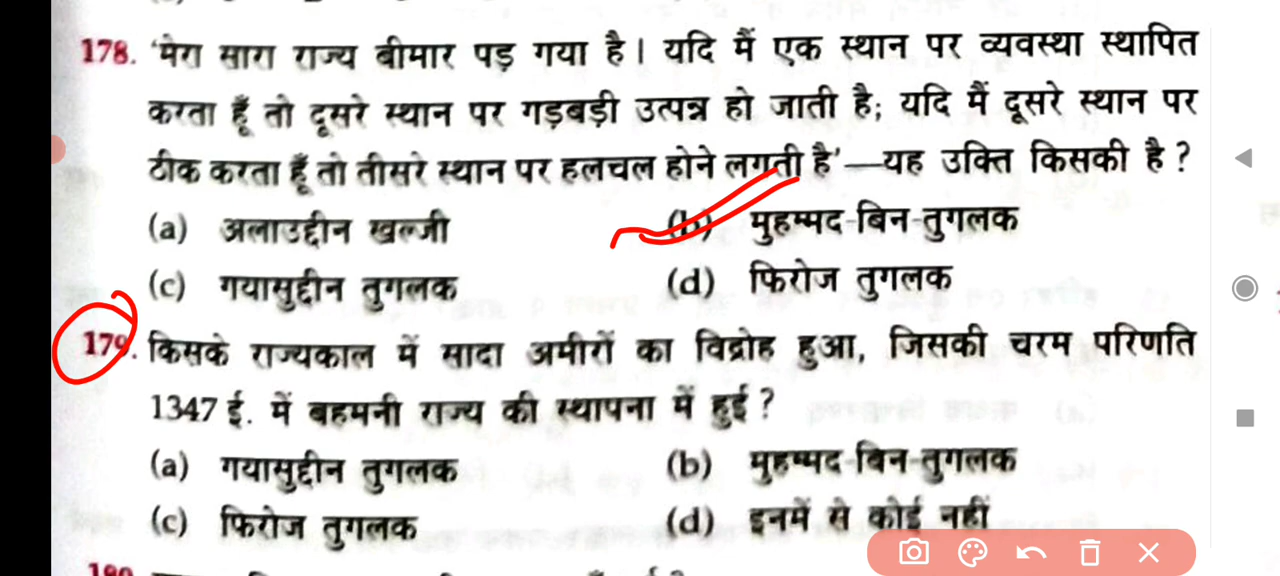 178. 'मेरा सारा राज्य बीमार पड़ गया है। यदि मैं एक स्थान पर व्यवस्था स्थापित
करता हूँ तो दूसरे स्थान पर गड़बड़ी उत्पन्न हो जाती है; यदि मैं दूसरे स्थान पर
ठीक करता हूँ तो तीसरे स्थान पर हलचल होने लगती है'—यह उक्ति किसकी है ?
(a) अलाउद्दीन खल्जी (b) मुहम्मद-बिन-तुगलक
(c) गयासुद्दीन तुगलक (d) फिरोज तुगलक
179. किसके राज्यकाल में सादा अमीरों का विद्रोह हुआ, जिसकी चरम परिणति
1347 ई. में बहमनी राज्य की स्थापना में हुई ?
(a) गयासुद्दीन तुगलक (b) मुहम्मद-बिन-तुगलक
(c) फिरोज तुगलक (d) इनमें से कोई नहीं
180.